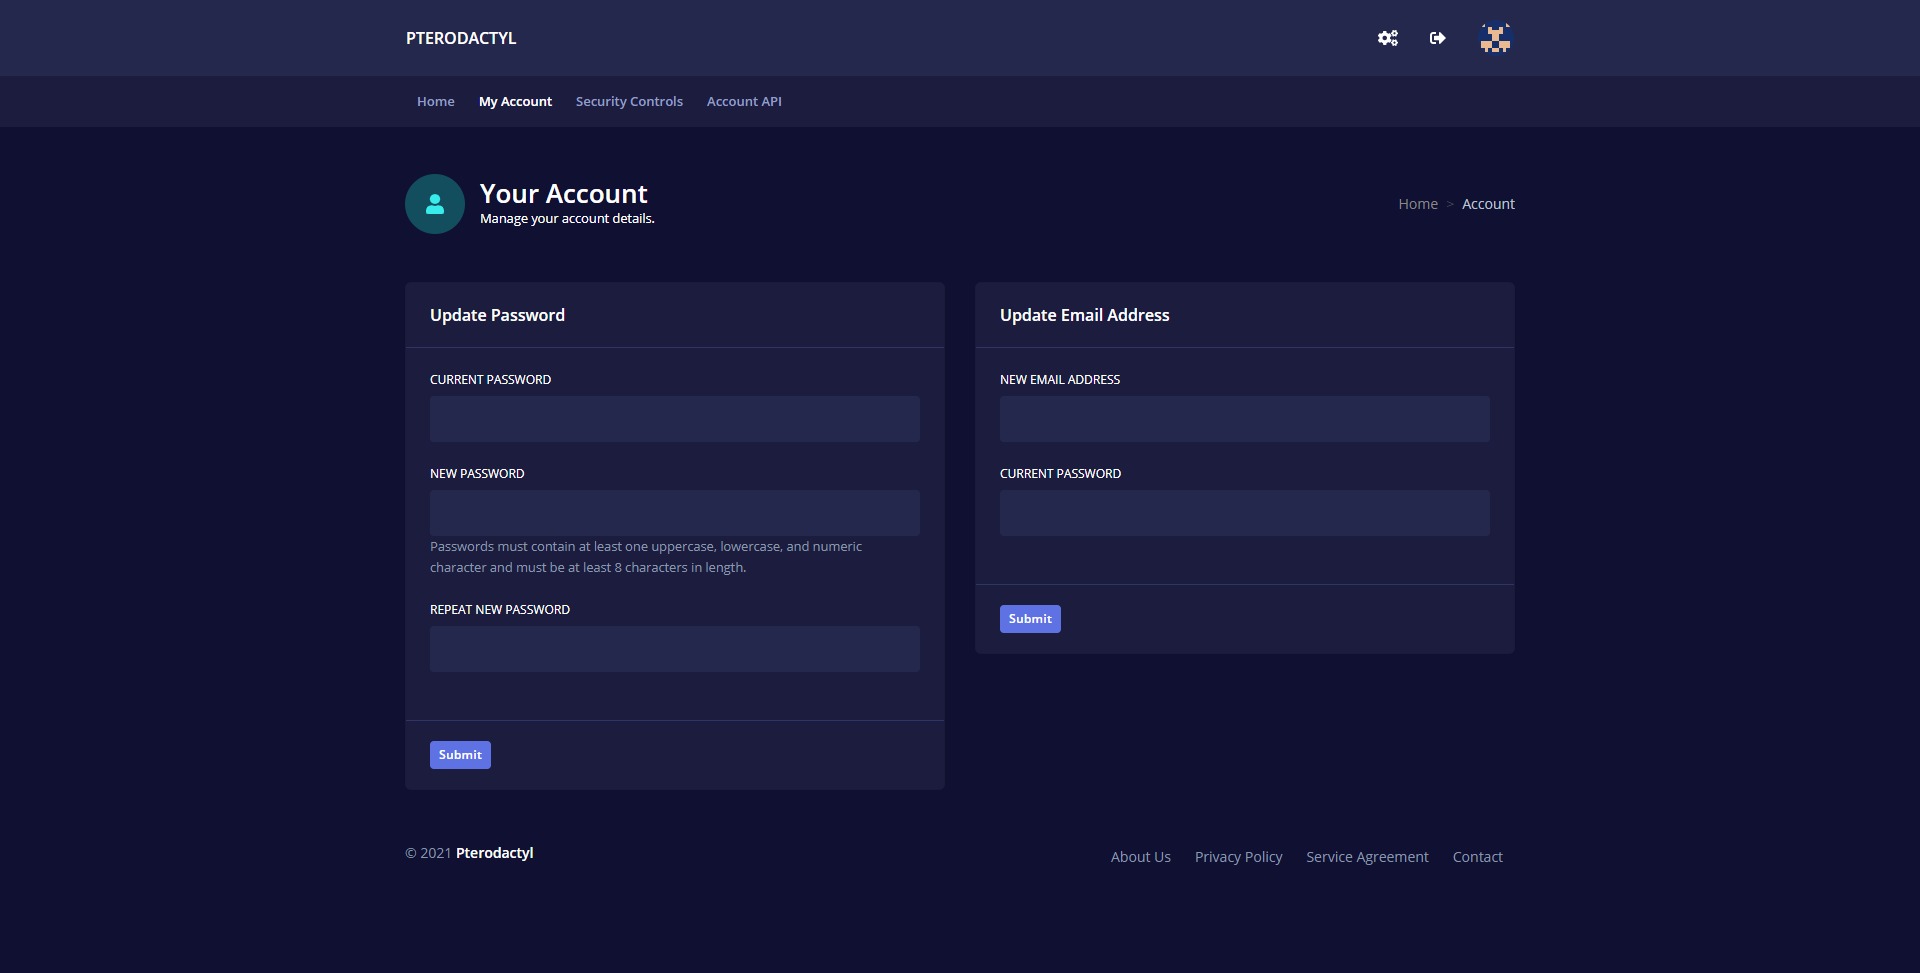 PTERODACTYL
Home My Account Security Controls Account API
Your Account
Manage your account details.
Home > Account
Update Password
CURRENT PASSWORD
NEW PASSWORD
Passwords must contain at least one uppercase, lowercase, and numeric
character and must be at least 8 characters in length.
REPEAT NEW PASSWORD
Submit
Update Email Address
NEW EMAIL ADDRESS
CURRENT PASSWORD
Submit
© 2021 Pterodactyl
About Us Privacy Policy Service Agreement Contact